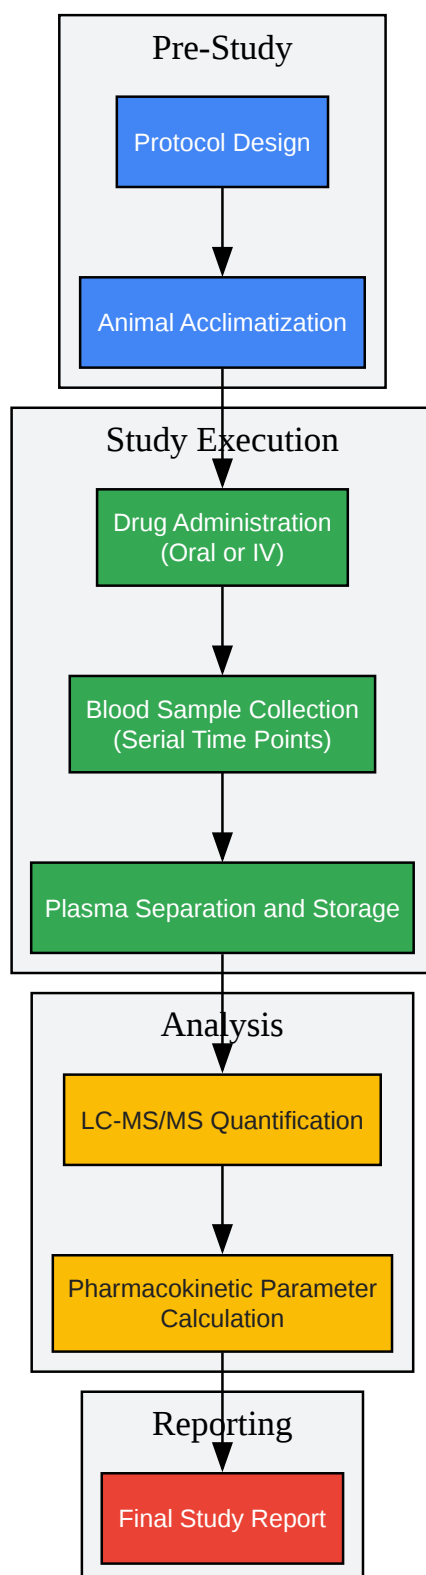 Pre-Study
Protocol Design
Animal Acclimatization
Study Execution
Drug Administration
(Oral or IV)
Blood Sample Collection
(Serial Time Points)
Plasma Separation and Storage
Analysis
LC-MS/MS Quantification
Pharmacokinetic Parameter
Calculation
Reporting
Final Study Report